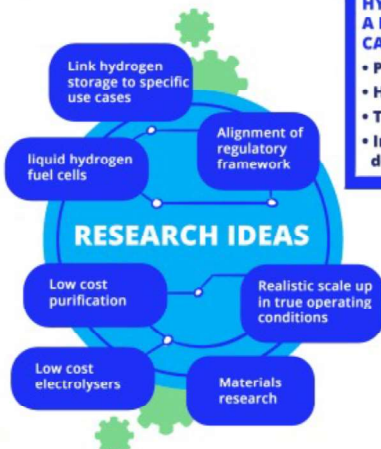 Link hydrogen
storage to specific
use cases
Alignment of
regulatory
framework
liquid hydrogen
fuel cells
RESEARCH IDEAS
Low cost
purification
Realistic scale up
in true operating
conditions
Low cost
electrolysers
Materials
research
A